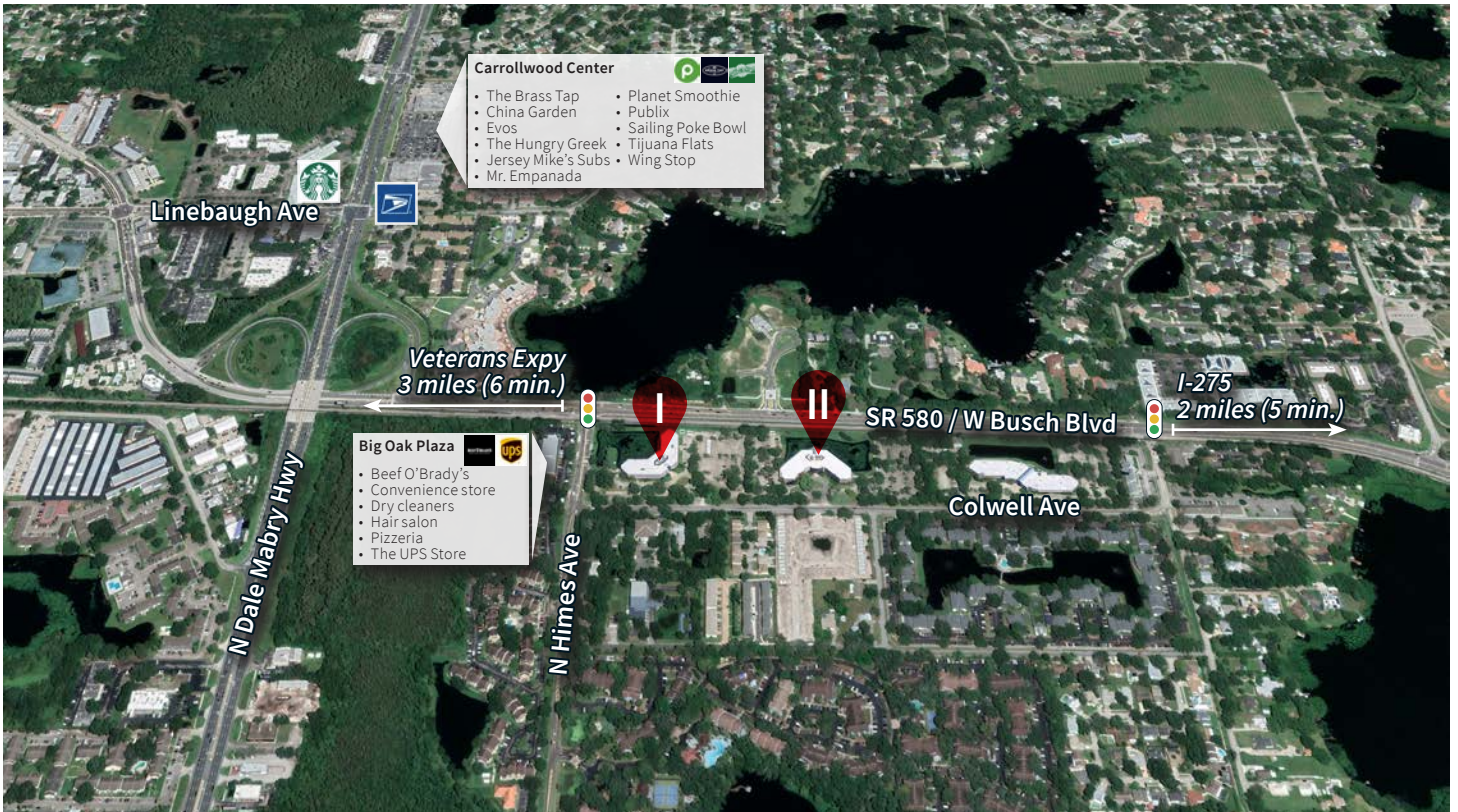 Carrollwood Center
• The Brass Tap
• China Garden
• Evos
• The Hungry Greek
• Jersey Mike's Subs
• Mr. Empanada
• Planet Smoothie
• Publix
• Sailing Poke Bowl
• Tijuana Flats
• Wing Stop
Linebaugh Ave
Veterans Expy
3 miles (6 min.)
I
II
SR 580 / W Busch Blvd
I-275
2 miles (5 min.)
Big Oak Plaza
ups
• Beef O'Brady's
• Convenience store
• Dry cleaners
• Hair salon
• Pizzeria
• The UPS Store
Colwell Ave
N Dale Mabry Hwy
N Himes Ave